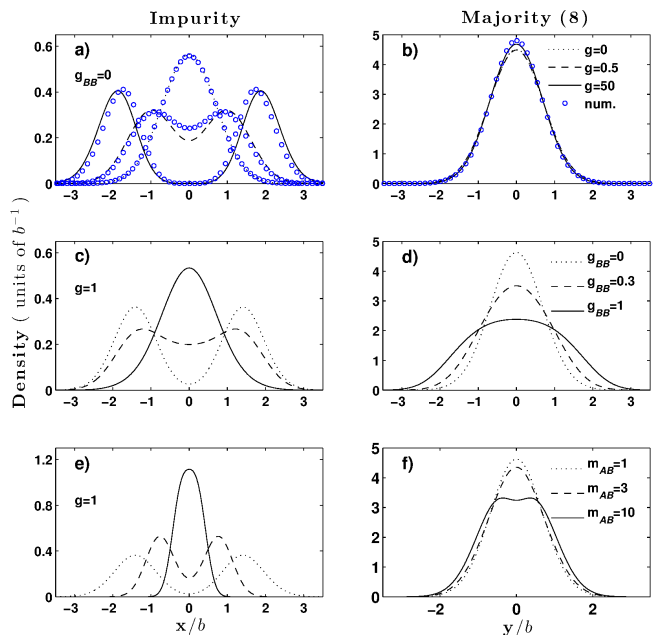 Impurity
Majority (8)
a)
g_BB=0
0 0.2 0.4 0.6
−3 −2 −1 0 1 2 3
b)
g=0
g=0.5
g=50
num.
0 1 2 3 4 5
−3 −2 −1 0 1 2 3
c)
g=1
0 0.2 0.4 0.6
−3 −2 −1 0 1 2 3
d)
g_BB=0
g_BB=0.3
g_BB=1
0 1 2 3 4 5
−3 −2 −1 0 1 2 3
Density ( units of b⁻¹ )
e)
g=1
0 0.4 0.8 1.2
−3 −2 −1 0 1 2 3
x/b
f)
m_AB=1
m_AB=3
m_AB=10
0 1 2 3 4 5
−2 0 2
y/b